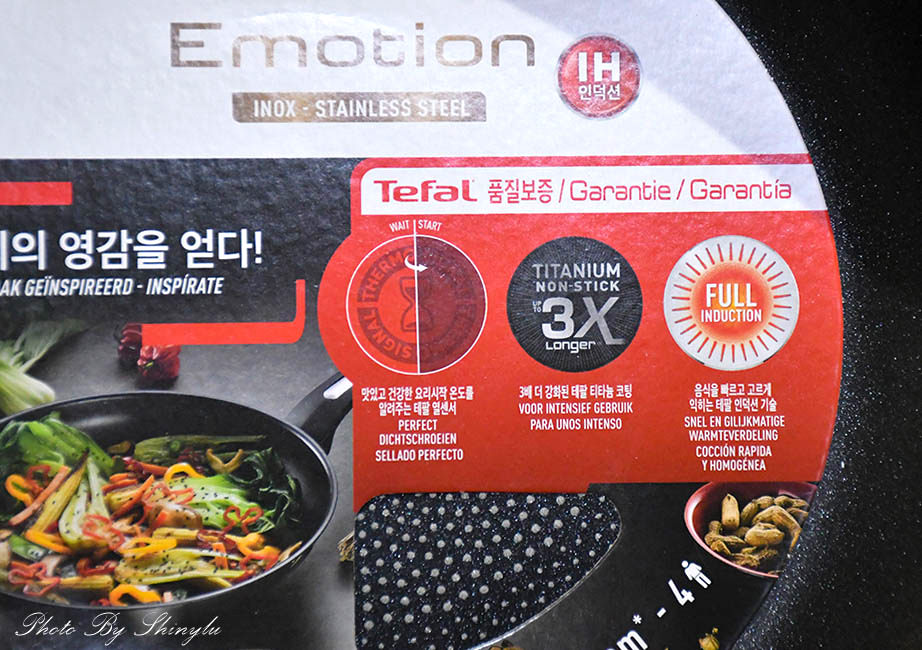 Emotion
IH
인덕션
INOX - STAINLESS STEEL
Tefal 품질보증 / Garantie / Garantía
의 영감을 얻다!
AK GEÏNSPIREERD - INSPÍRATE
WAIT START
THERMO
SIGNAL
TITANIUM
NON-STICK
UP TO
3X
Longer
FULL
INDUCTION
맛있고 건강한 요리시작 온도를
알려주는 테팔 열센서
PERFECT
DICHTSCHROEIEN
SELLADO PERFECTO
3배 더 강화된 테팔 티타늄 코팅
VOOR INTENSIEF GEBRUIK
PARA UNOS INTENSO
음식을 빠르고 고르게
익히는 테팔 인덕션 기술
SNEL EN GILIJKMATIGE
WARMTEVERDELING
COCCIÓN RAPIDA
Y HOMOGÉNEA
m* - 4
Photo By Shinylu